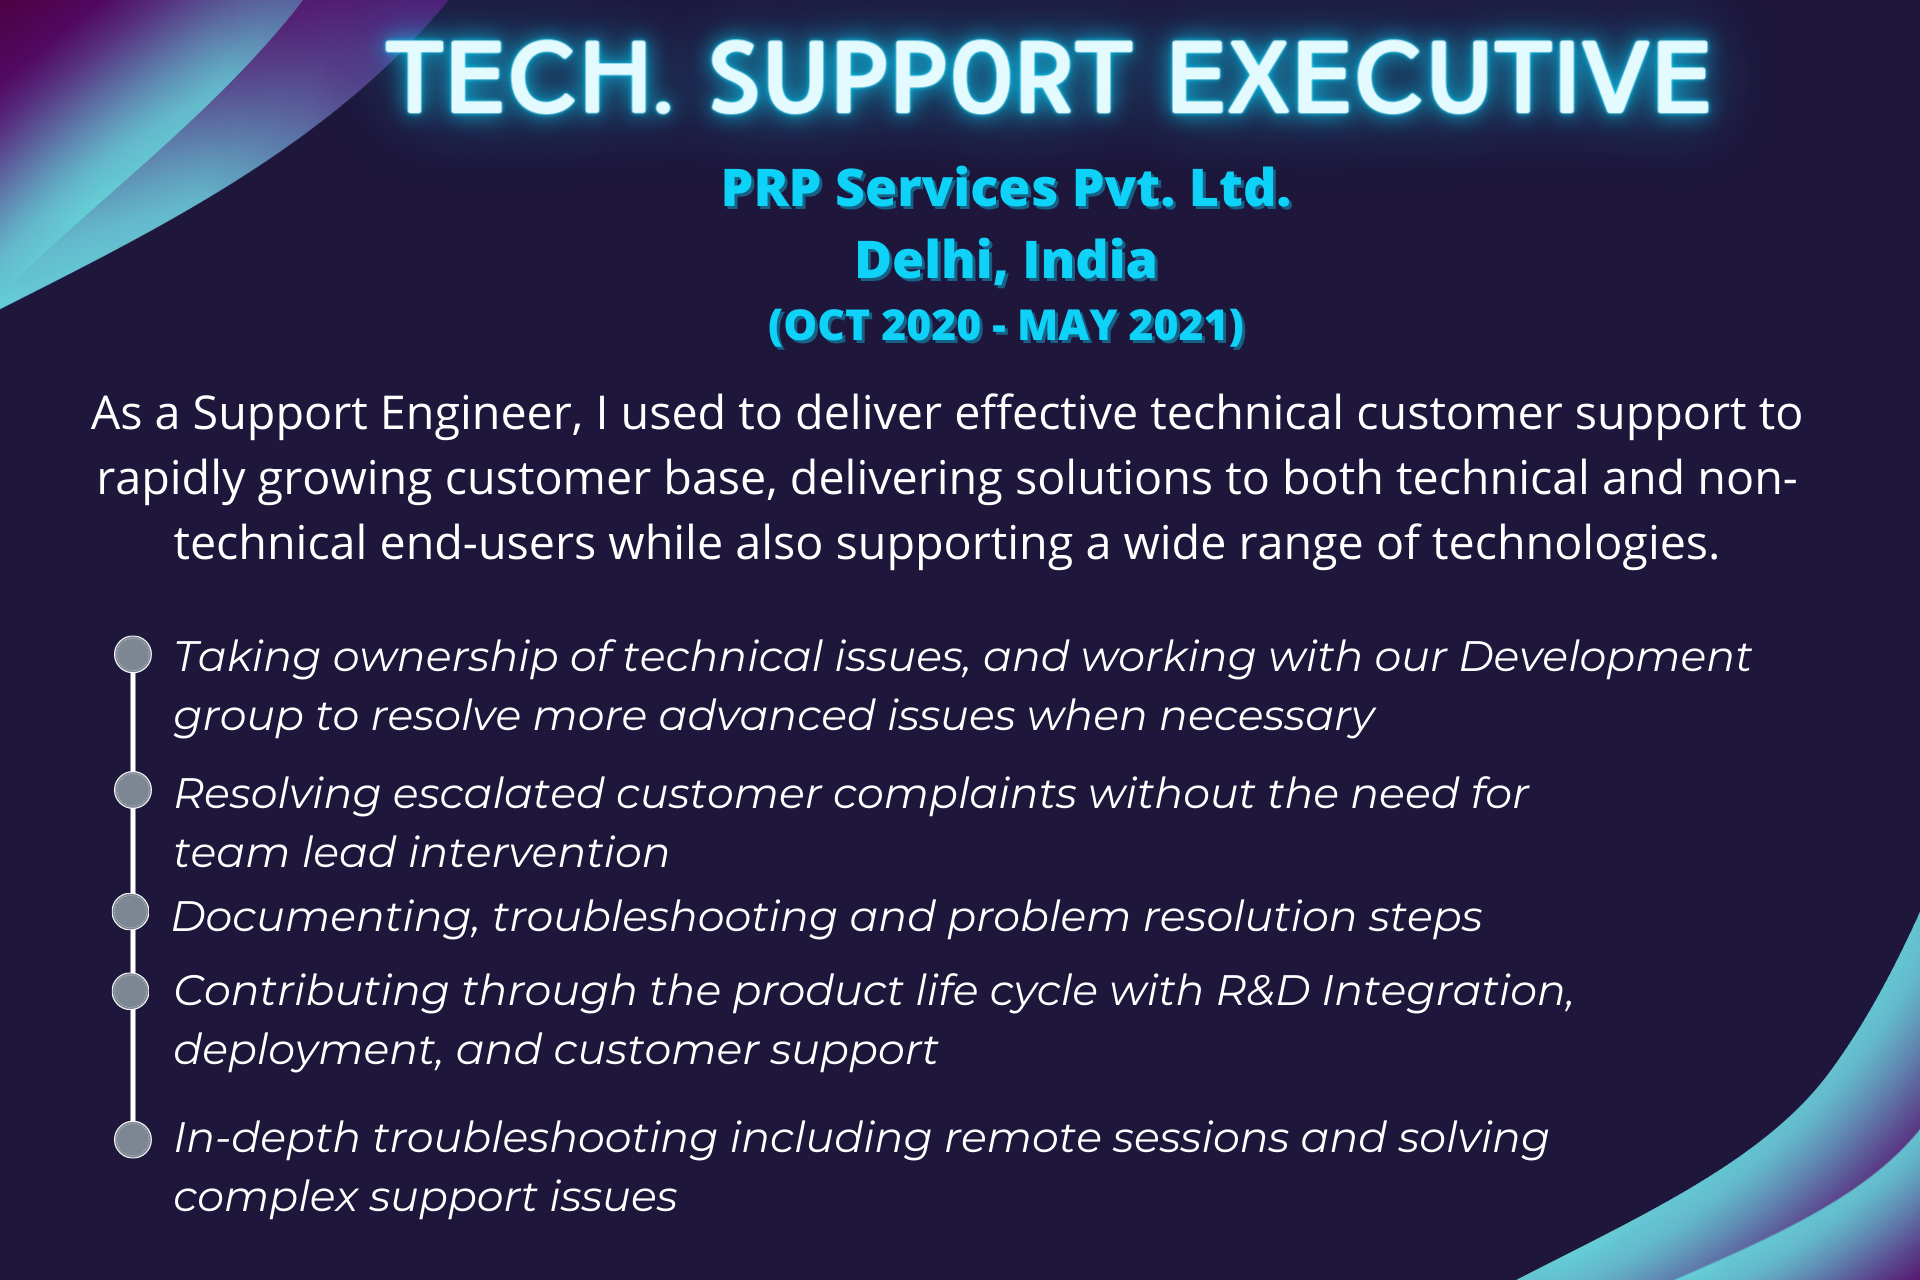 TECH. SUPPORT EXECUTIVE
PRP Services Pvt. Ltd.
Delhi, India
(OCT 2020 - MAY 2021)
As a Support Engineer, I used to deliver effective technical customer support to
rapidly growing customer base, delivering solutions to both technical and non-
technical end-users while also supporting a wide range of technologies.
Taking ownership of technical issues, and working with our Development
group to resolve more advanced issues when necessary
Resolving escalated customer complaints without the need for
team lead intervention
Documenting, troubleshooting and problem resolution steps
Contributing through the product life cycle with R&D Integration,
deployment, and customer support
In-depth troubleshooting including remote sessions and solving
complex support issues